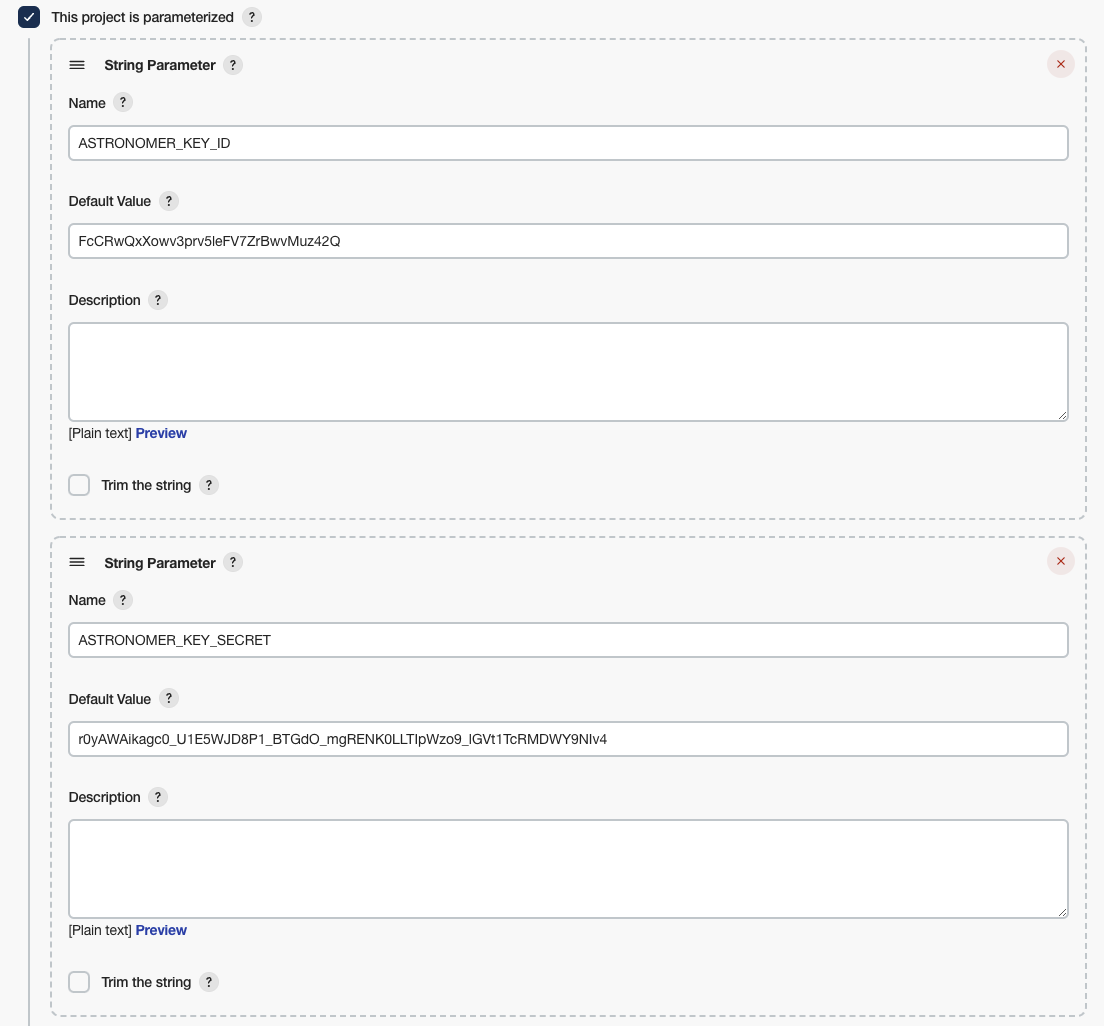 This project is parameterized ?
String Parameter ?
Name ?
ASTRONOMER_KEY_ID
Default Value ?
FcCRwQxXowv3prv5leFV7ZrBwvMuz42Q
Description ?
[Plain text] Preview
Trim the string ?
String Parameter ?
Name ?
ASTRONOMER_KEY_SECRET
Default Value ?
r0yAWAikagc0_U1E5WJD8P1_BTGdO_mgRENK0LLTlpWzo9_lGVt1TcRMDWY9Nlv4
Description ?
[Plain text] Preview
Trim the string ?